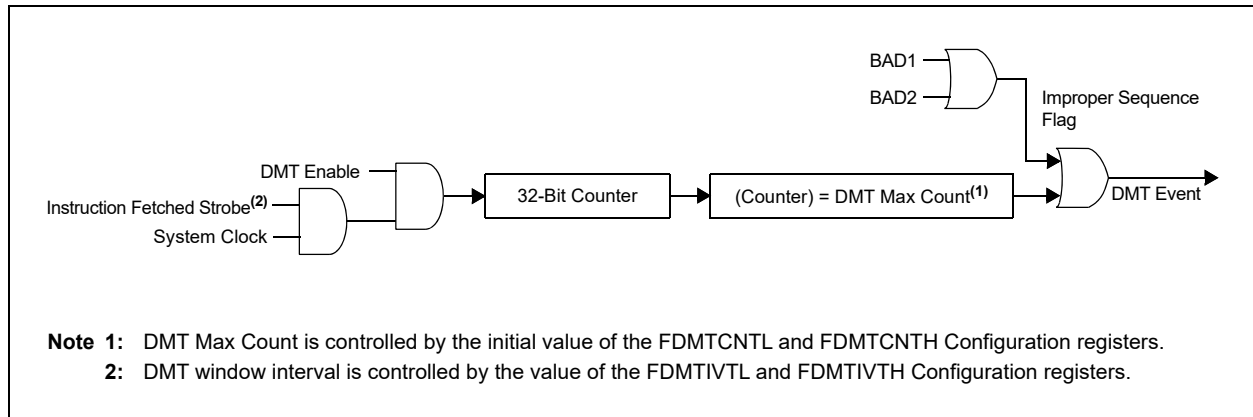 BAD1
BAD2
Improper Sequence
Flag
DMT Enable
Instruction Fetched Strobe(2)
System Clock
32-Bit Counter
(Counter) = DMT Max Count(1)
DMT Event
Note 1: DMT Max Count is controlled by the initial value of the FDMTCNTL and FDMTCNTH Configuration registers.
2: DMT window interval is controlled by the value of the FDMTIVTL and FDMTIVTH Configuration registers.